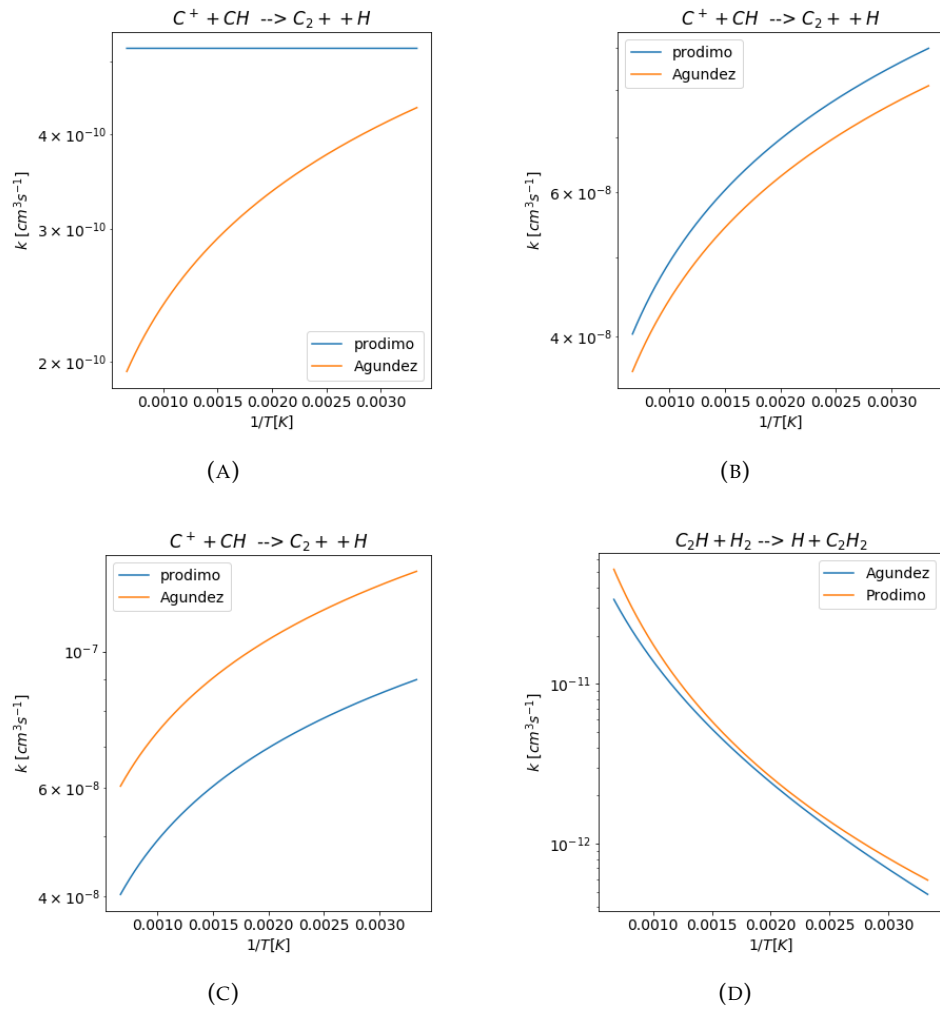 C⁺ + CH --> C₂ + + H
4 × 10⁻¹⁰
3 × 10⁻¹⁰
2 × 10⁻¹⁰
k [cm³s⁻¹]
prodimo
Agundez
0.0010 0.0015 0.0020 0.0025 0.0030
1/T[K]
(A)
C⁺ + CH --> C₂ + + H
prodimo
Agundez
6 × 10⁻⁸
4 × 10⁻⁸
k [cm³s⁻¹]
0.0010 0.0015 0.0020 0.0025 0.0030
1/T[K]
(B)
C⁺ + CH --> C₂ + + H
prodimo
Agundez
10⁻⁷
6 × 10⁻⁸
4 × 10⁻⁸
k [cm³s⁻¹]
0.0010 0.0015 0.0020 0.0025 0.0030
1/T[K]
(C)
C₂H + H₂ --> H + C₂H₂
Agundez
Prodimo
10⁻¹¹
10⁻¹²
k [cm³s⁻¹]
0.0010 0.0015 0.0020 0.0025 0.0030
1/T[K]
(D)